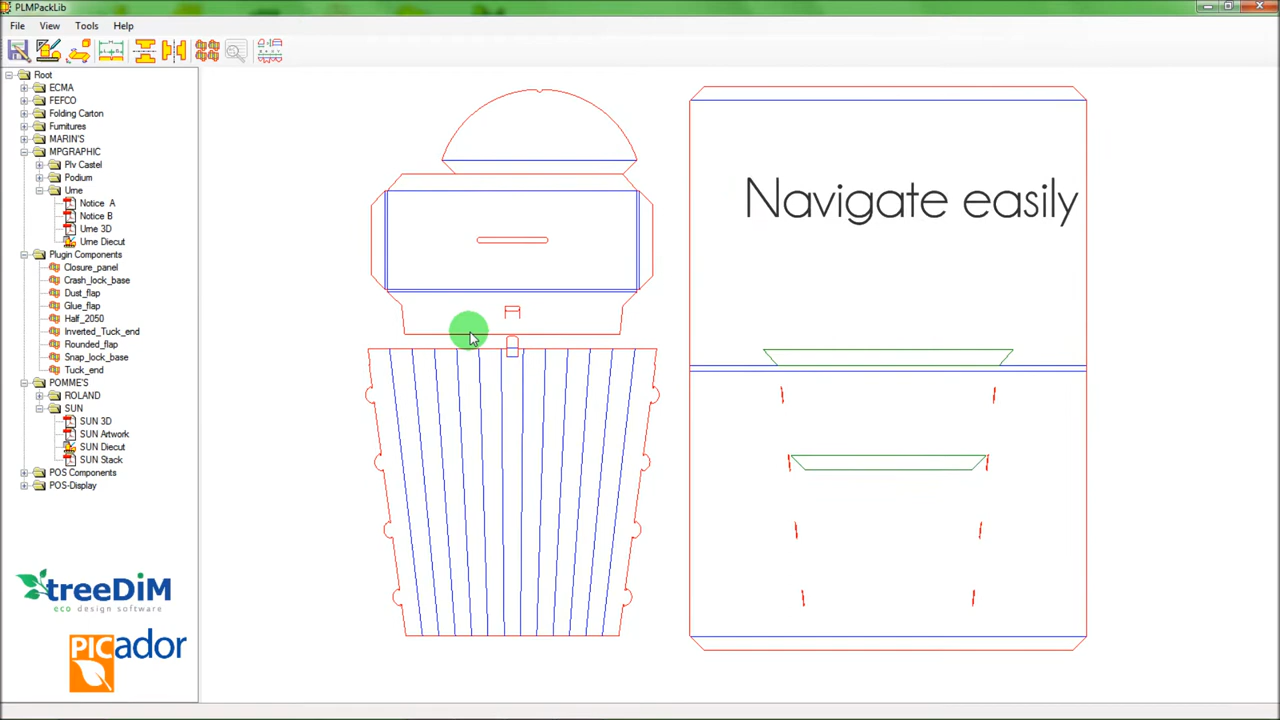 PLMPackLib
File View Tools Help
Root
ECMA
FEFCO
Folding Carton
Furnitures
MARIN'S
MPGRAPHIC
Plv Castel
Podium
Urne
Notice A
Notice B
Urne 3D
Urne Diecut
Plugin Components
Closure_panel
Crash_lock_base
Dust_flap
Glue_flap
Half_2050
Inverted_Tuck_end
Rounded_flap
Snap_lock_base
Tuck_end
POMME'S
ROLAND
SUN
SUN 3D
SUN Artwork
SUN Diecut
SUN Stack
POS Components
POS-Display
Navigate easily
treeDiM
eco design software
PICador